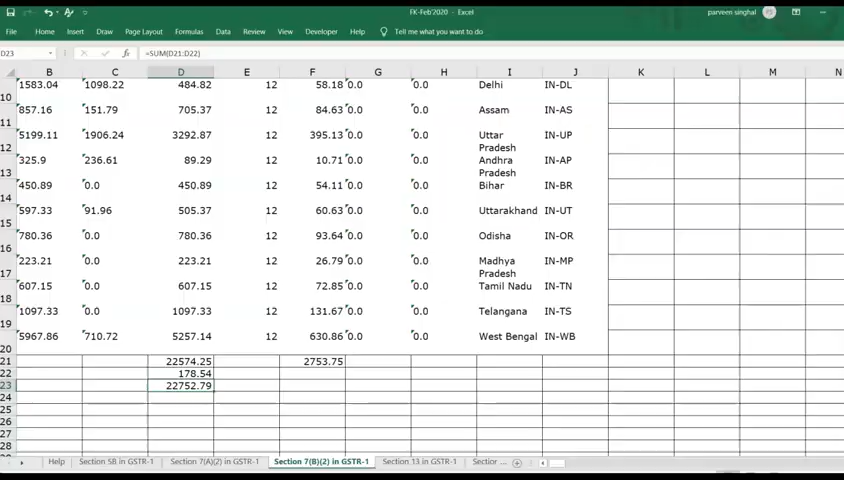 FK-Feb'2020 - Excel
parveen singhal
File Home Insert Page Layout Formulas Data Review View Developer Help Tell me what you want to do
D23 =SUM(D21:D22)
B C D E F G H I J K L M N
10 1583.04 1098.22 484.82 12 58.18 0.0 0.0 Delhi IN-DL
11 857.16 151.79 705.37 12 84.63 0.0 0.0 Assam IN-AS
12 5199.11 1906.24 3292.87 12 395.13 0.0 0.0 Uttar Pradesh IN-UP
13 325.9 236.61 89.29 12 10.71 0.0 0.0 Andhra Pradesh IN-AP
14 450.89 0.0 450.89 12 54.11 0.0 0.0 Bihar IN-BR
15 597.33 91.96 505.37 12 60.63 0.0 0.0 Uttarakhand IN-UT
16 780.36 0.0 780.36 12 93.64 0.0 0.0 Odisha IN-OR
17 223.21 0.0 223.21 12 26.79 0.0 0.0 Madhya Pradesh IN-MP
18 607.15 0.0 607.15 12 72.85 0.0 0.0 Tamil Nadu IN-TN
19 1097.33 0.0 1097.33 12 131.67 0.0 0.0 Telangana IN-TS
20 5967.86 710.72 5257.14 12 630.86 0.0 0.0 West Bengal IN-WB
21 22574.25 2753.75
22 178.54
23 22752.79
24
25
26
27
28
Help Section 5B in GSTR-1 Section 7(A)(2) in GSTR-1 Section 7(B)(2) in GSTR-1 Section 13 in GSTR-1 Section ...